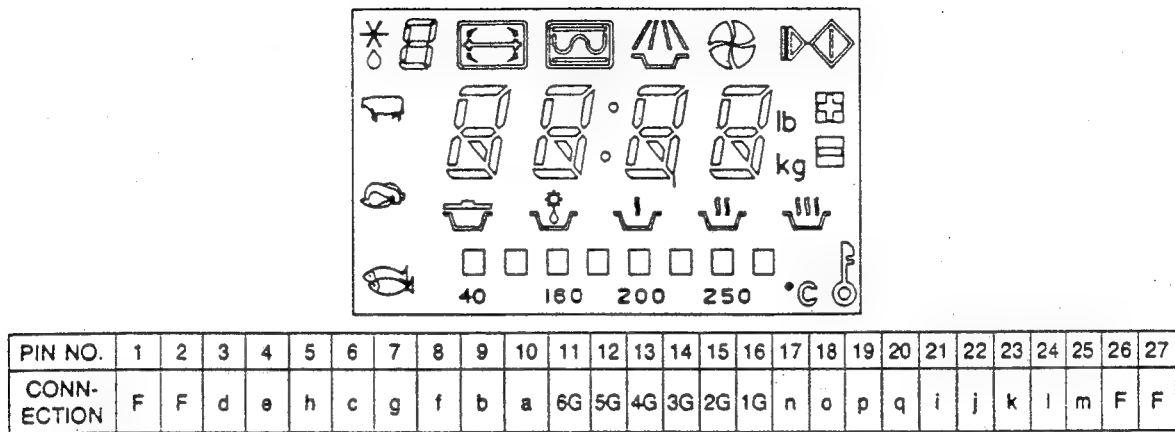 lb
kg
40 160 200 250 °C
PIN NO. 1 2 3 4 5 6 7 8 9 10 11 12 13 14 15 16 17 18 19 20 21 22 23 24 25 26 27
CONN-
ECTION F F d e h c g f b a 6G 5G 4G 3G 2G 1G n o p q i j k l m F F